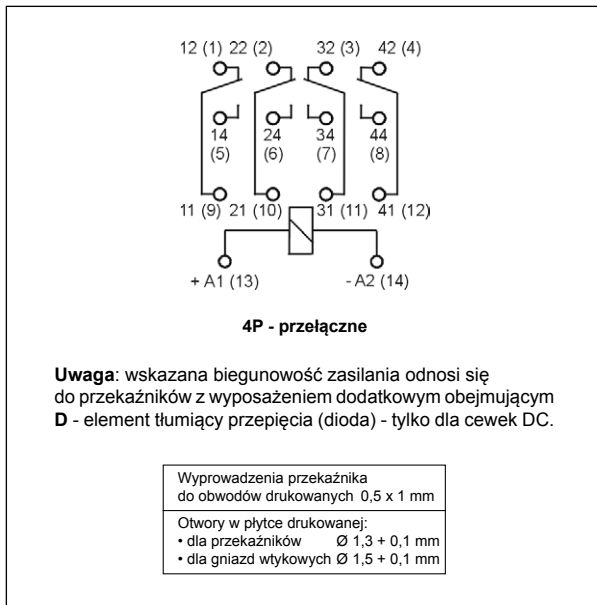 12 (1) 22 (2) 32 (3) 42 (4)
14 24 34 44
(5) (6) (7) (8)
11 (9) 21 (10) 31 (11) 41 (12)
+ A1 (13) - A2 (14)
4P - przełączne
Uwaga: wskazana biegunowość zasilania odnosi się
do przekaźników z wyposażeniem dodatkowym obejmującym
D - element tłumiący przepięcia (dioda) - tylko dla cewek DC.
Wyprowadzenia przekaźnika
do obwodów drukowanych 0,5 x 1 mm
Otwory w płytce drukowanej:
• dla przekaźników Ø 1,3 + 0,1 mm
• dla gniazd wtykowych Ø 1,5 + 0,1 mm